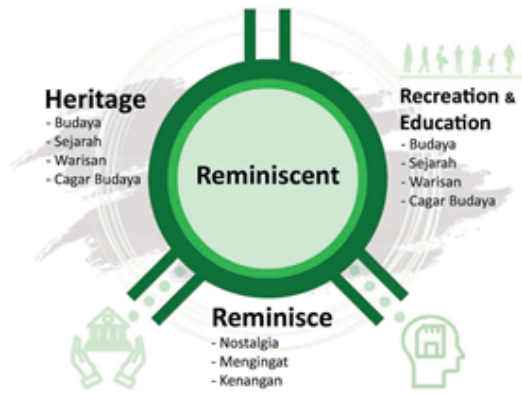 Heritage
- Budaya
- Sejarah
- Warisan
- Cagar Budaya
Reminiscent
Recreation &
Education
- Budaya
- Sejarah
- Warisan
- Cagar Budaya
Reminisce
- Nostalgia
- Mengingat
- Kenangan